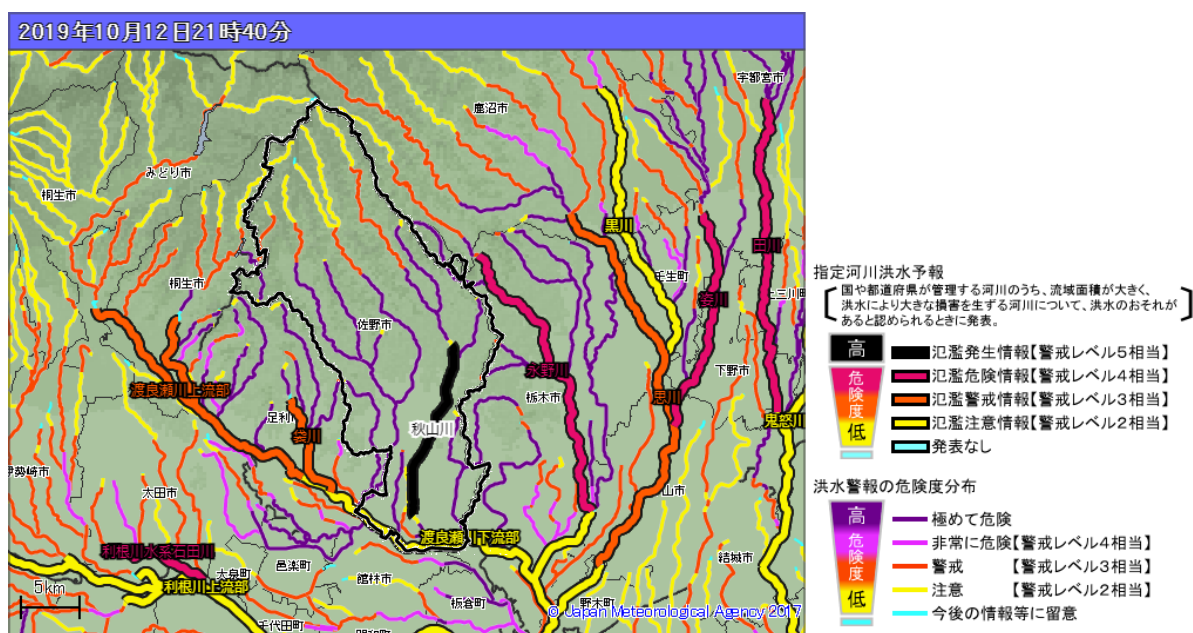 2019年10月12日21時40分
宇都宮市
鹿沼市
みどり市
桐生市
黒川
田川
壬生町
姿川
上三川町
桐生市
佐野市
永野川
下野市
渡良瀬川上流部
栃木市
思川
足利
袋川
秋山川
鬼怒川
伊勢崎市
太田市
山市
渡良瀬川下流部
利根川水系石田川
邑楽町
結城市
大泉町
館林市
利根川上流部
5km
板倉町
野木町
千代田町
明和町
© Japan Meteorological Agency 2017
指定河川洪水予報
国や都道府県が管理する河川のうち、流域面積が大きく、
洪水により大きな損害を生ずる河川について、洪水のおそれが
あると認められるときに発表。
高
危険度
低
氾濫発生情報【警戒レベル5相当】
氾濫危険情報【警戒レベル4相当】
氾濫警戒情報【警戒レベル3相当】
氾濫注意情報【警戒レベル2相当】
発表なし
洪水警報の危険度分布
高
危険度
低
極めて危険
非常に危険【警戒レベル4相当】
警戒 【警戒レベル3相当】
注意 【警戒レベル2相当】
今後の情報等に留意